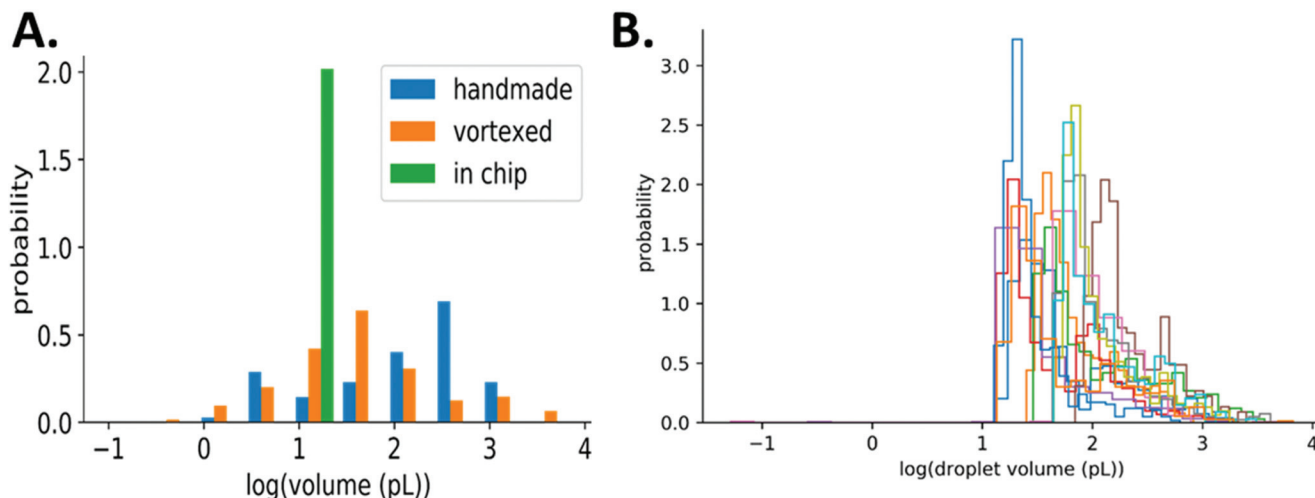 A.
2.0
1.5
1.0
0.5
0.0
probability
−1 0 1 2 3 4
log(volume (pL))
handmade
vortexed
in chip
B.
3.0
2.5
2.0
1.5
1.0
0.5
0.0
probability
−1 0 1 2 3 4
log(droplet volume (pL))